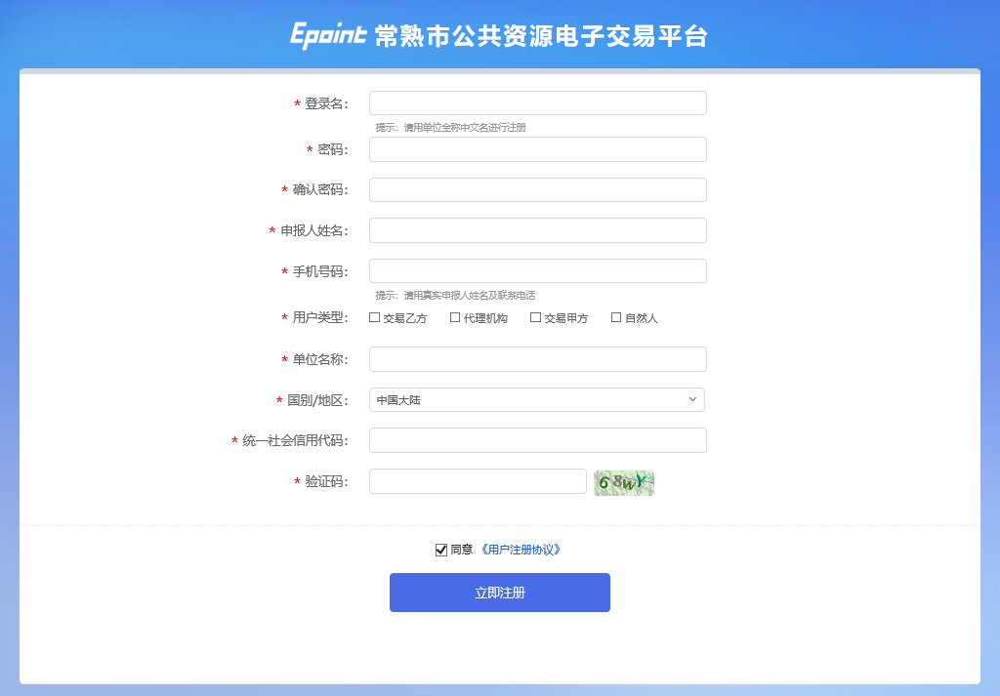 Epoint 常熟市公共资源电子交易平台
* 登录名：
提示：请用单位全称中文名进行注册
* 密码：
* 确认密码：
* 申报人姓名：
* 手机号码：
提示：请用真实申报人姓名及联系电话
* 用户类型： 交易乙方 代理机构 交易甲方 自然人
* 单位名称：
* 国别/地区： 中国大陆
* 统一社会信用代码：
* 验证码： 68wY
同意 《用户注册协议》
立即注册